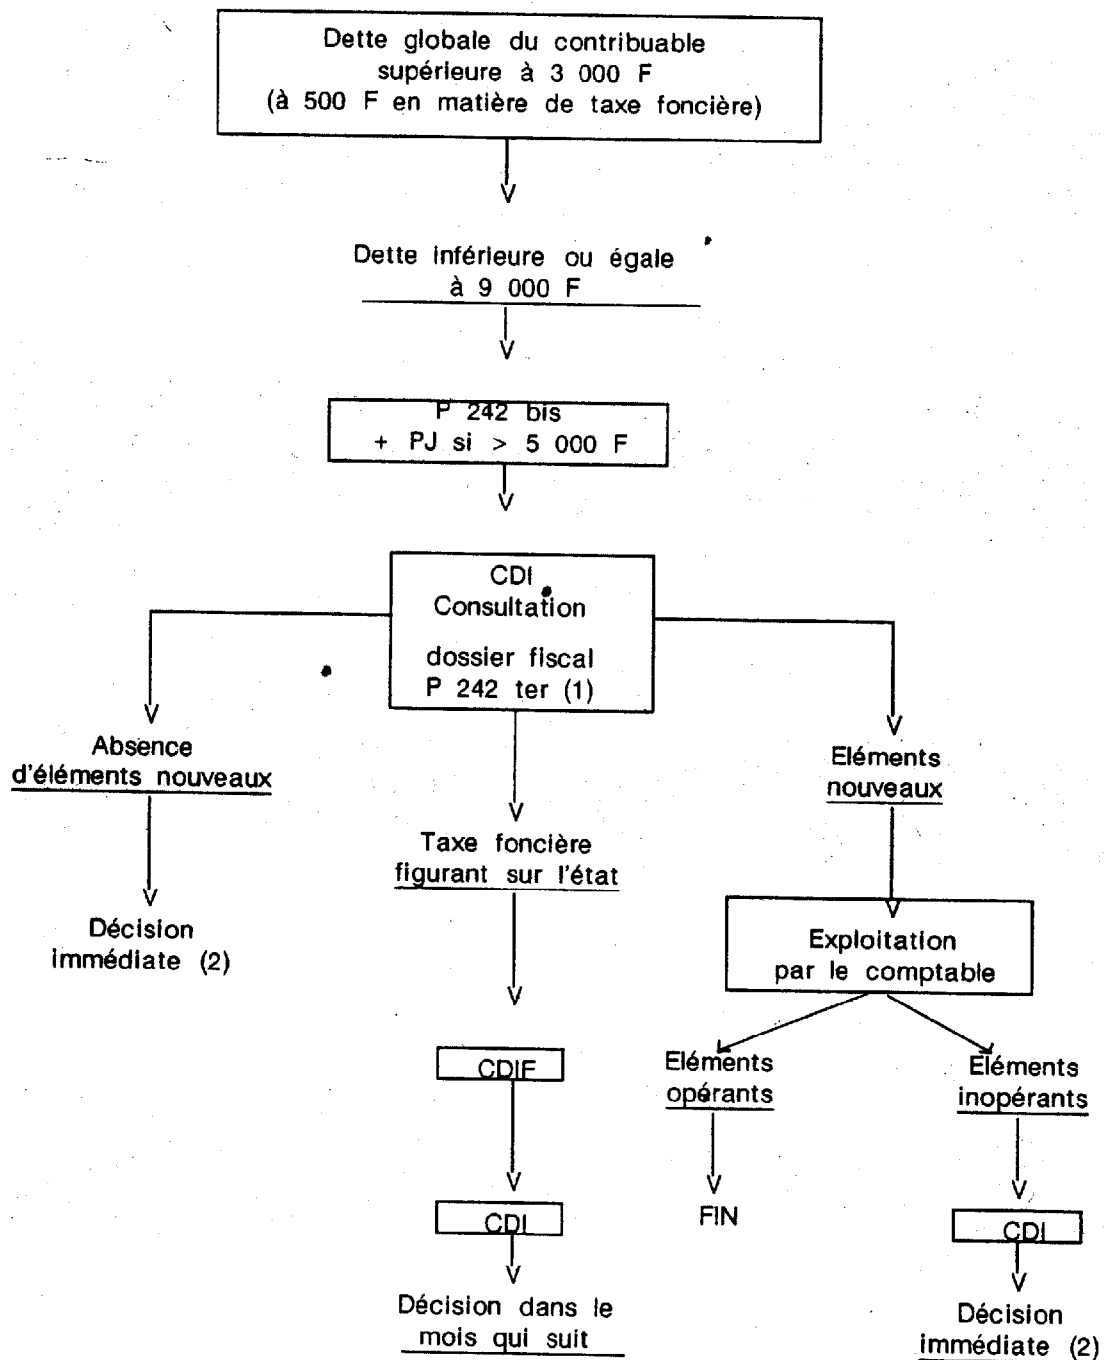 Dette globale du contribuable
supérieure à 3 000 F
(à 500 F en matière de taxe foncière)
Dette inférieure ou égale
à 9 000 F
P 242 bis
+ PJ si > 5 000 F
CDI
Consultation
dossier fiscal
P 242 ter (1)
Absence
d'éléments nouveaux
Décision
immédiate (2)
Taxe foncière
figurant sur l'état
CDIF
CDI
Décision dans le
mois qui suit
Eléments
nouveaux
Exploitation
par le comptable
Eléments
opérants
FIN
Eléments
inopérants
CDI
Décision
immédiate (2)